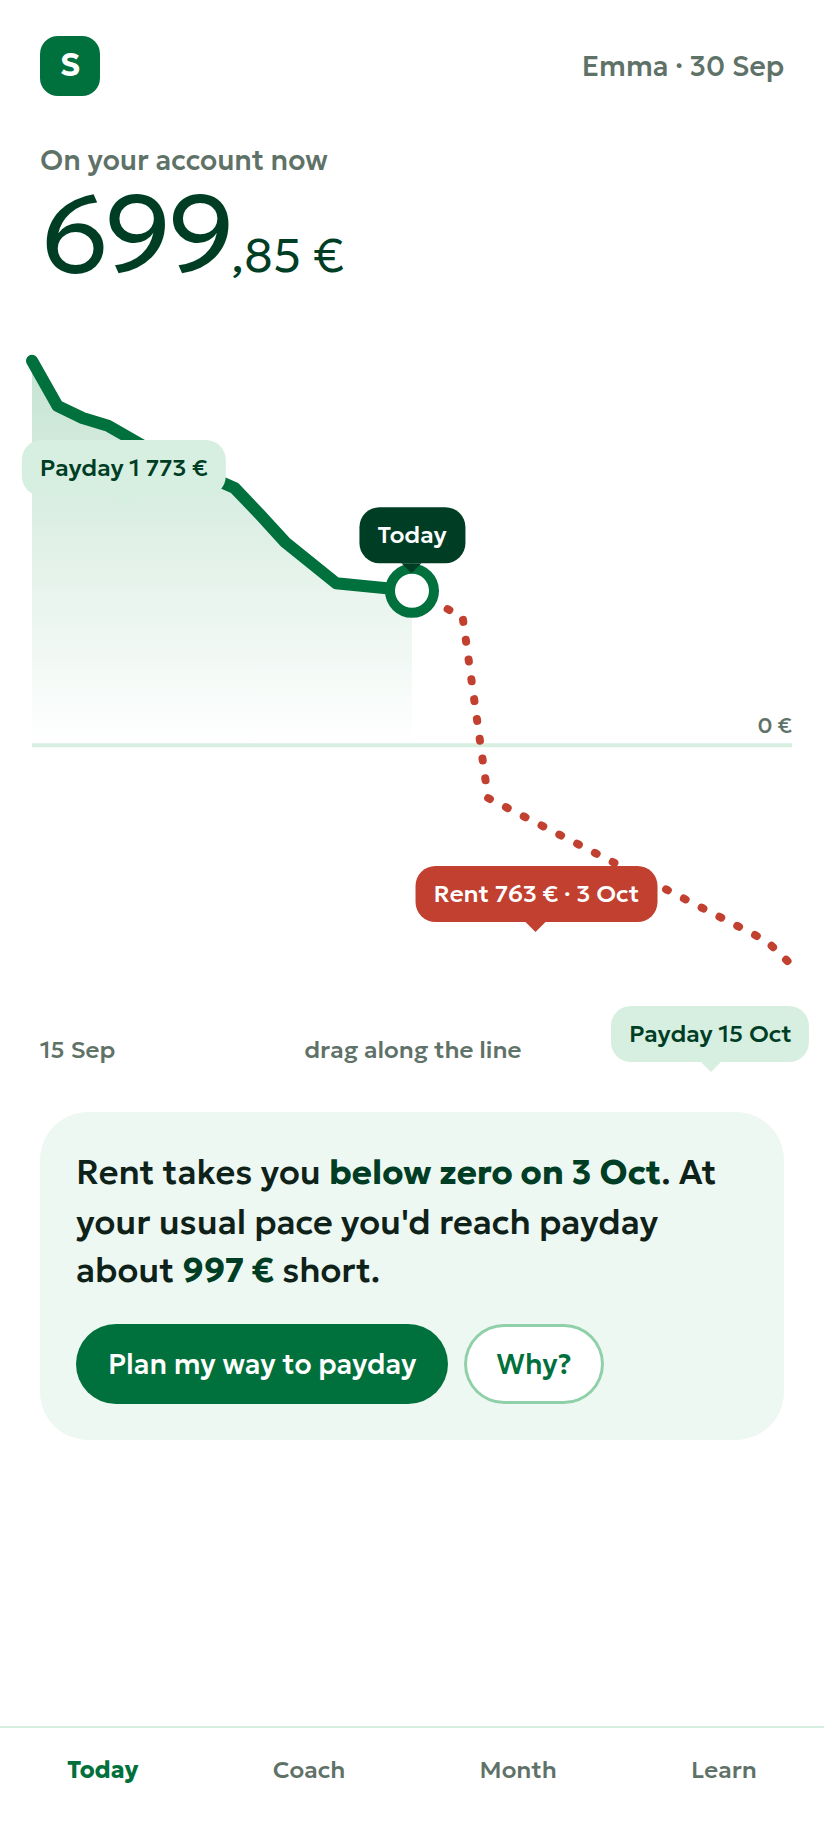 S
Emma · 30 Sep
On your account now
699,85 €
Payday 1 773 €
Today
0 €
Rent 763 € · 3 Oct
Payday 15 Oct
15 Sep
drag along the line
Rent takes you below zero on 3 Oct. At
your usual pace you'd reach payday
about 997 € short.
Plan my way to payday
Why?
Today
Coach
Month
Learn